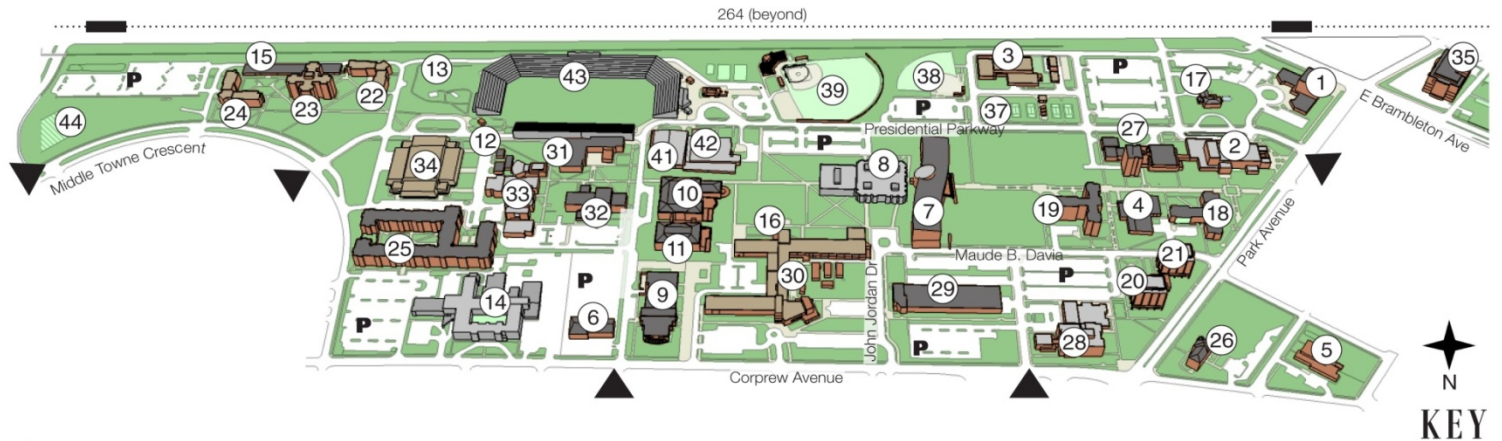 264 (beyond)
15
13
43
3
P
35
P
39
38
17
1
24
23
22
P
37
44
12
Presidential Parkway
27
E Brambleton Ave
Middle Towne Crescent
34
31
41
42
P
8
2
33
10
32
16
7
19
4
18
25
11
Maude B. Davia
21
Park Avenue
P
14
6
9
30
John Jordan Dr
29
P
20
P
P
28
26
5
Corprew Avenue
N
KEY